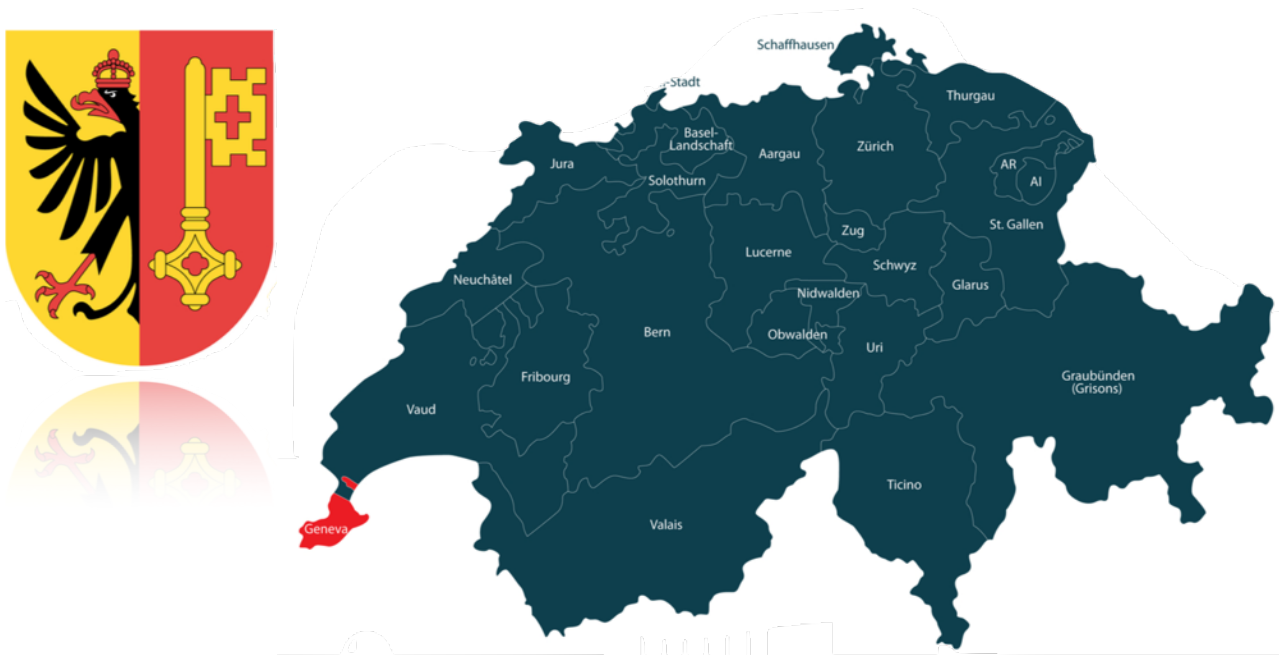 Schaffhausen
-Stadt
Thurgau
Basel-
Landschaft
Zürich
Aargau
Jura
AR
AI
Solothurn
St. Gallen
Zug
Lucerne
Schwyz
Neuchâtel
Glarus
Nidwalden
Bern
Obwalden
Uri
Fribourg
Graubünden
(Grisons)
Vaud
Ticino
Valais
Geneva